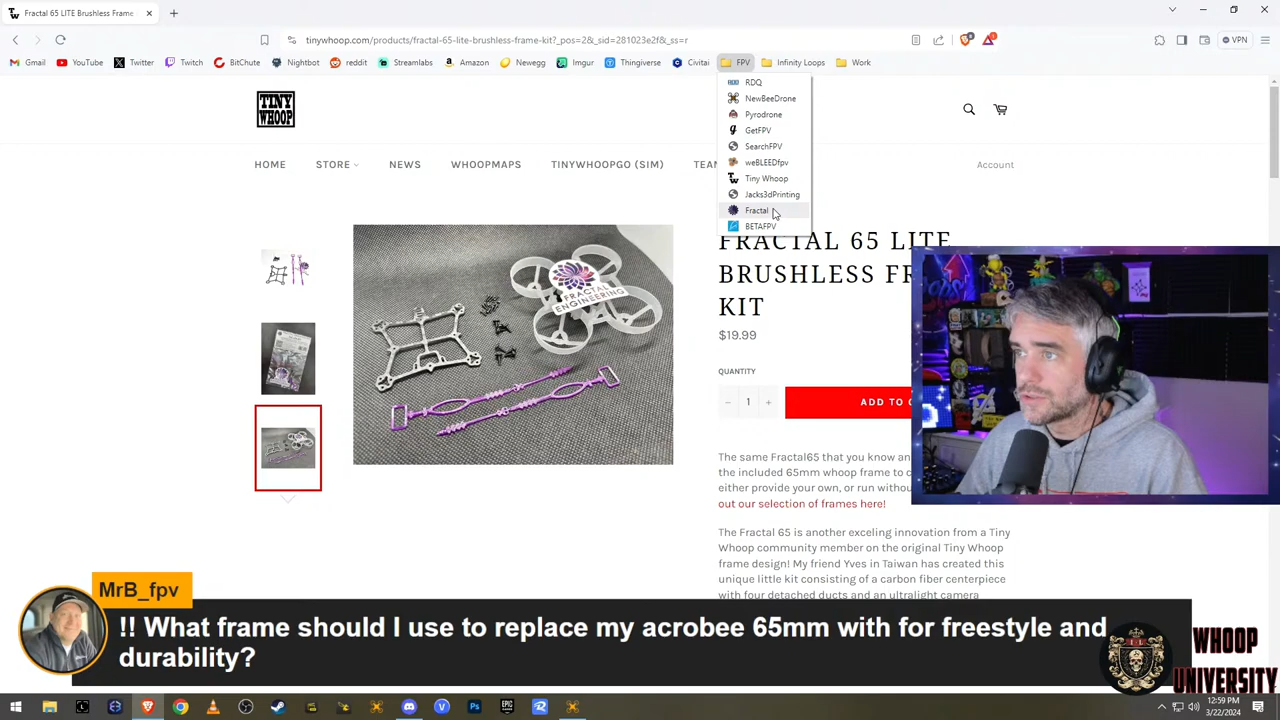 Fractal 65 LITE Brushless Frame
tinywhoop.com/products/fractal-65-lite-brushless-frame-kit?_pos=2&_sid=281023e2f&_ss=r
VPN
Gmail
YouTube
Twitter
Twitch
BitChute
Nightbot
reddit
Streamlabs
Amazon
Newegg
Imgur
Thingiverse
Civitai
FPV
Infinity Loops
Work
RDQ
NewBeeDrone
Pyrodrone
GetFPV
SearchFPV
weBLEEDfpv
Tiny Whoop
Jacks3dPrinting
Fractal
BETAFPV
TINY
WHOOP
HOME
STORE
NEWS
WHOOPMAPS
TINYWHOOPGO (SIM)
TEA
Account
FRACTAL
ENGINEERING
FRACTAL 65 LITE
BRUSHLESS FR
KIT
$19.99
QUANTITY
− 1 +
ADD TO C
The same Fractal65 that you know an
the included 65mm whoop frame to c
either provide your own, or run withou
out our selection of frames here!
The Fractal 65 is another exceling innovation from a Tiny
Whoop community member on the original Tiny Whoop
frame design! My friend Yves in Taiwan has created this
unique little kit consisting of a carbon fiber centerpiece
with four detached ducts and an ultralight camera
MrB_fpv
!! What frame should I use to replace my acrobee 65mm with for freestyle and
durability?
WHOOP
UNIVERSITY
12:59 PM
3/22/2024